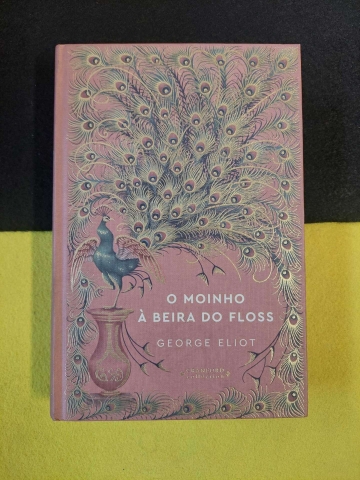 O MOINHO
À BEIRA DO FLOSS
GEORGE ELIOT